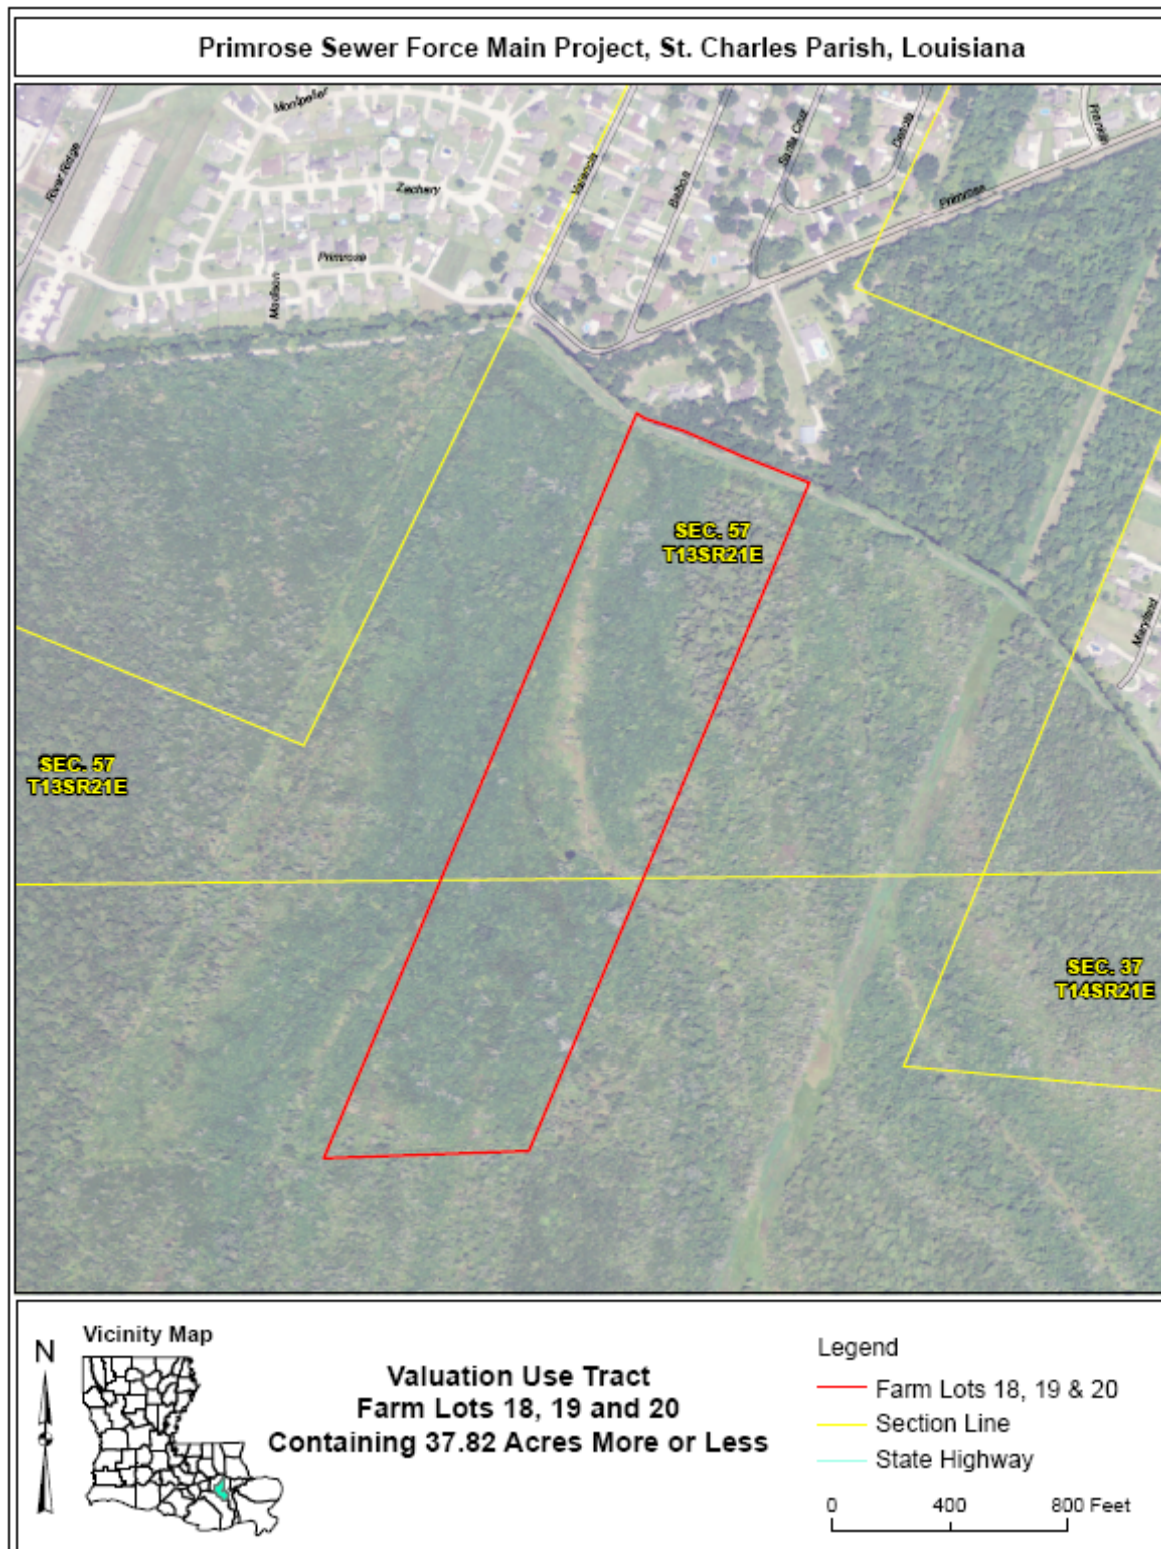 Primrose Sewer Force Main Project, St. Charles Parish, Louisiana
Montpelier
River Ridge
Zachery
Primrose
Madison
Valencia
Balboa
Santa Cruz
Desoto
Primrose
SEC. 57
T13SR21E
Maryland
SEC. 57
T13SR21E
SEC. 37
T14SR21E
Vicinity Map
N
Valuation Use Tract
Farm Lots 18, 19 and 20
Containing 37.82 Acres More or Less
Legend
Farm Lots 18, 19 & 20
Section Line
State Highway
0 400 800 Feet